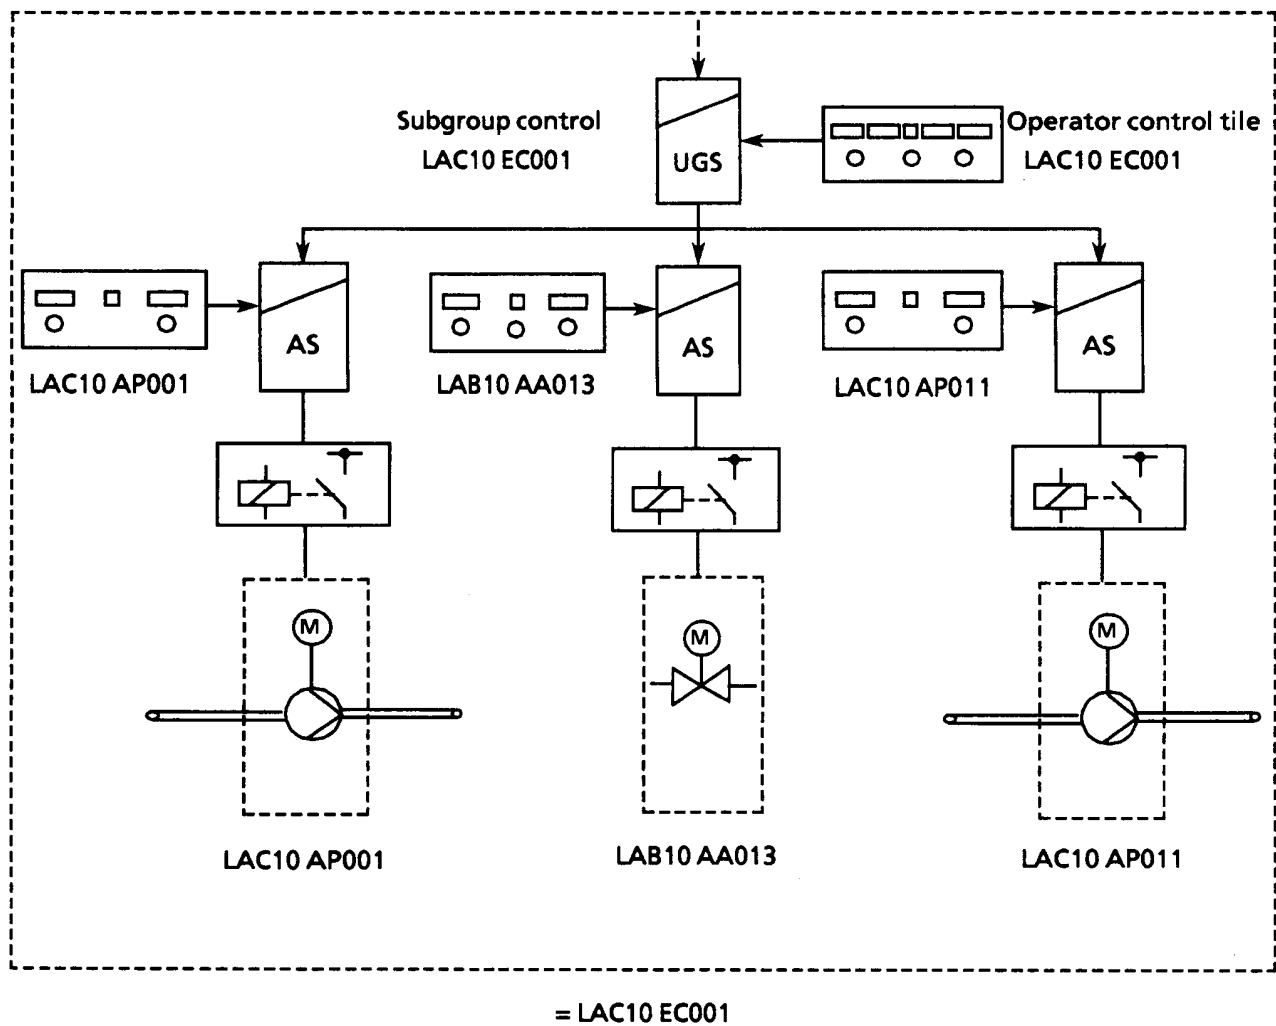 Subgroup control
LAC10 EC001
UGS
Operator control tile
LAC10 EC001
AS
LAC10 AP001
AS
LAB10 AA013
AS
LAC10 AP011
M
M
M
LAC10 AP001
LAB10 AA013
LAC10 AP011
= LAC10 EC001